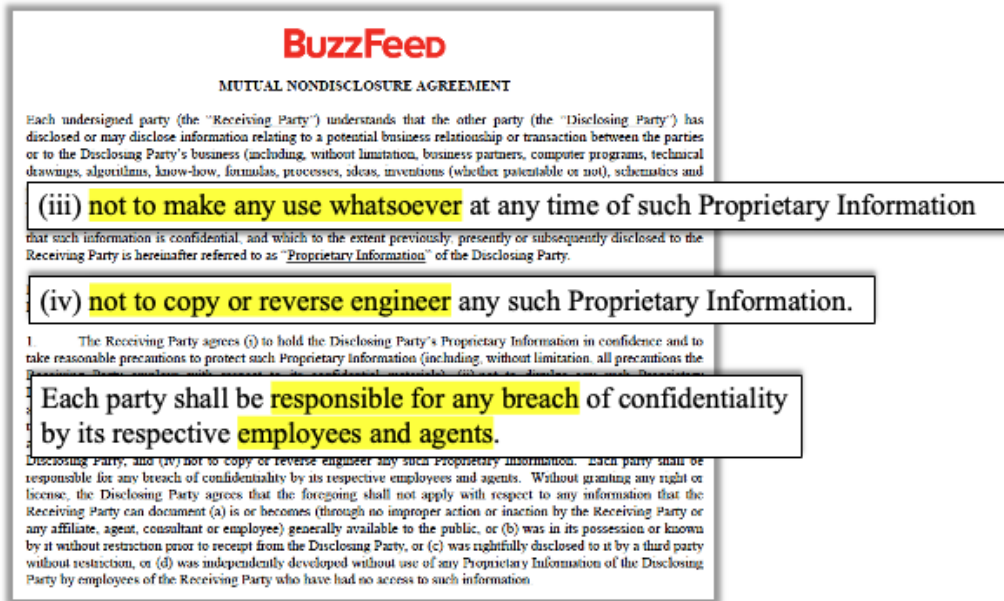 BuzzFeed
MUTUAL NONDISCLOSURE AGREEMENT
Each undersigned party (the "Receiving Party") understands that the other party (the "Disclosing Party") has
disclosed or may disclose information relating to a potential business relationship or transaction between the parties
or to the Disclosing Party's business (including, without limitation, business partners, computer programs, technical
drawings, algorithms, know-how, formulas, processes, ideas, inventions (whether patentable or not), schematics and
(iii) not to make any use whatsoever at any time of such Proprietary Information
that such information is confidential, and which to the extent previously, presently or subsequently disclosed to the
Receiving Party is hereinafter referred to as "Proprietary Information" of the Disclosing Party.
(iv) not to copy or reverse engineer any such Proprietary Information.
1. The Receiving Party agrees (i) to hold the Disclosing Party's Proprietary Information in confidence and to
take reasonable precautions to protect such Proprietary Information (including, without limitation, all precautions the
Each party shall be responsible for any breach of confidentiality
by its respective employees and agents.
Disclosing Party, and (iv) not to copy or reverse engineer any such Proprietary Information. Each party shall be
responsible for any breach of confidentiality by its respective employees and agents. Without granting any right or
license, the Disclosing Party agrees that the foregoing shall not apply with respect to any information that the
Receiving Party can document (a) is or becomes (through no improper action or inaction by the Receiving Party or
any affiliate, agent, consultant or employee) generally available to the public, or (b) was in its possession or known
by it without restriction prior to receipt from the Disclosing Party, or (c) was rightfully disclosed to it by a third party
without restriction, or (d) was independently developed without use of any Proprietary Information of the Disclosing
Party by employees of the Receiving Party who have had no access to such information